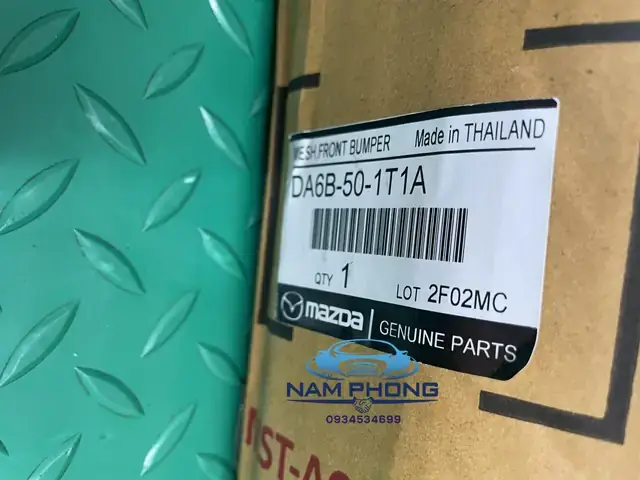 MESH,FRONT BUMPER Made in THAILAND
DA6B-50-1T1A
QTY 1 LOT 2F02MC
mazda GENUINE PARTS
NAM PHONG
0934534699